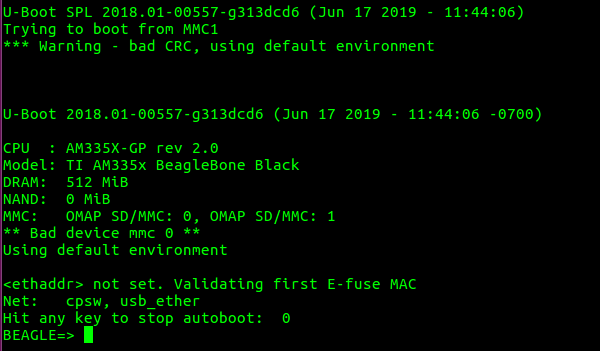 U-Boot SPL 2018.01-00557-g313dcd6 (Jun 17 2019 - 11:44:06)
Trying to boot from MMC1
*** Warning - bad CRC, using default environment
U-Boot 2018.01-00557-g313dcd6 (Jun 17 2019 - 11:44:06 -0700)
CPU  : AM335X-GP rev 2.0
Model: TI AM335x BeagleBone Black
DRAM:  512 MiB
NAND:  0 MiB
MMC:   OMAP SD/MMC: 0, OMAP SD/MMC: 1
** Bad device mmc 0 **
Using default environment
<ethaddr> not set. Validating first E-fuse MAC
Net:   cpsw, usb_ether
Hit any key to stop autoboot:  0
BEAGLE=>